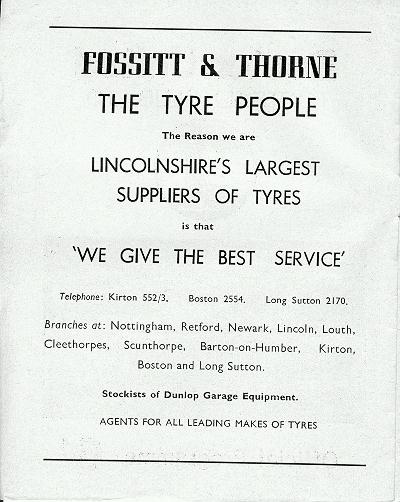 FOSSITT & THORNE
THE TYRE PEOPLE
The Reason we are
LINCOLNSHIRE'S LARGEST
SUPPLIERS OF TYRES
is that
'WE GIVE THE BEST SERVICE'
Telephone: Kirton 552/3. Boston 2554. Long Sutton 2170.
Branches at: Nottingham, Retford, Newark, Lincoln, Louth,
Cleethorpes, Scunthorpe, Barton-on-Humber, Kirton,
Boston and Long Sutton.
Stockists of Dunlop Garage Equipment.
AGENTS FOR ALL LEADING MAKES OF TYRES